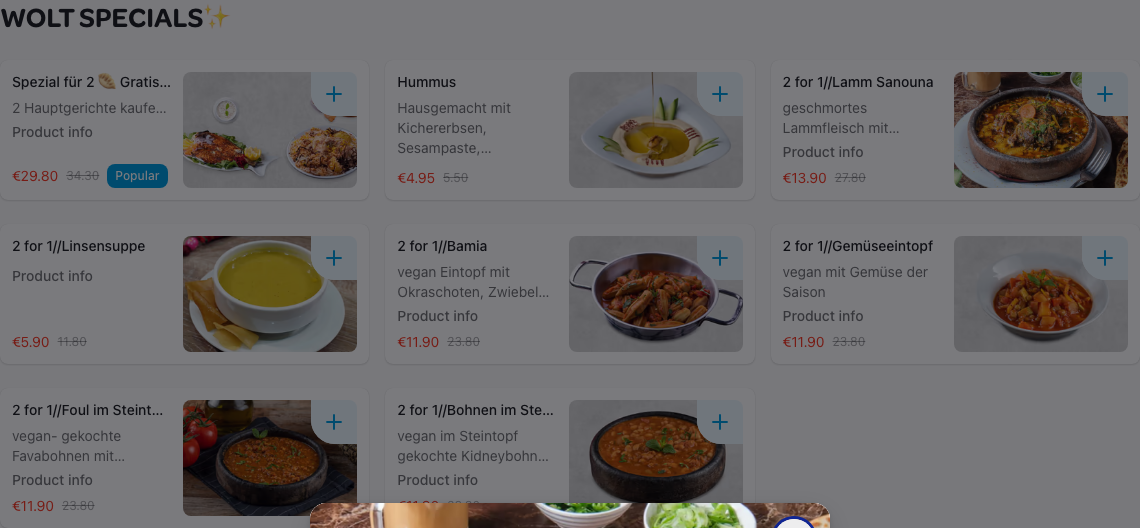 WOLT SPECIALS✨
Spezial für 2 🫓 Gratis...
2 Hauptgerichte kaufe...
Product info
€29.80 34.30 Popular
Hummus
Hausgemacht mit
Kichererbsen,
Sesampaste,...
€4.95 5.50
2 for 1//Lamm Sanouna
geschmortes
Lammfleisch mit...
Product info
€13.90 27.80
2 for 1//Linsensuppe
Product info
€5.90 11.80
2 for 1//Bamia
vegan Eintopf mit
Okraschoten, Zwiebel...
Product info
€11.90 23.80
2 for 1//Gemüseeintopf
vegan mit Gemüse der
Saison
Product info
€11.90 23.80
2 for 1//Foul im Steint...
vegan- gekochte
Favabohnen mit...
Product info
€11.90 23.80
2 for 1//Bohnen im Ste...
vegan im Steintopf
gekochte Kidneybohn...
Product info